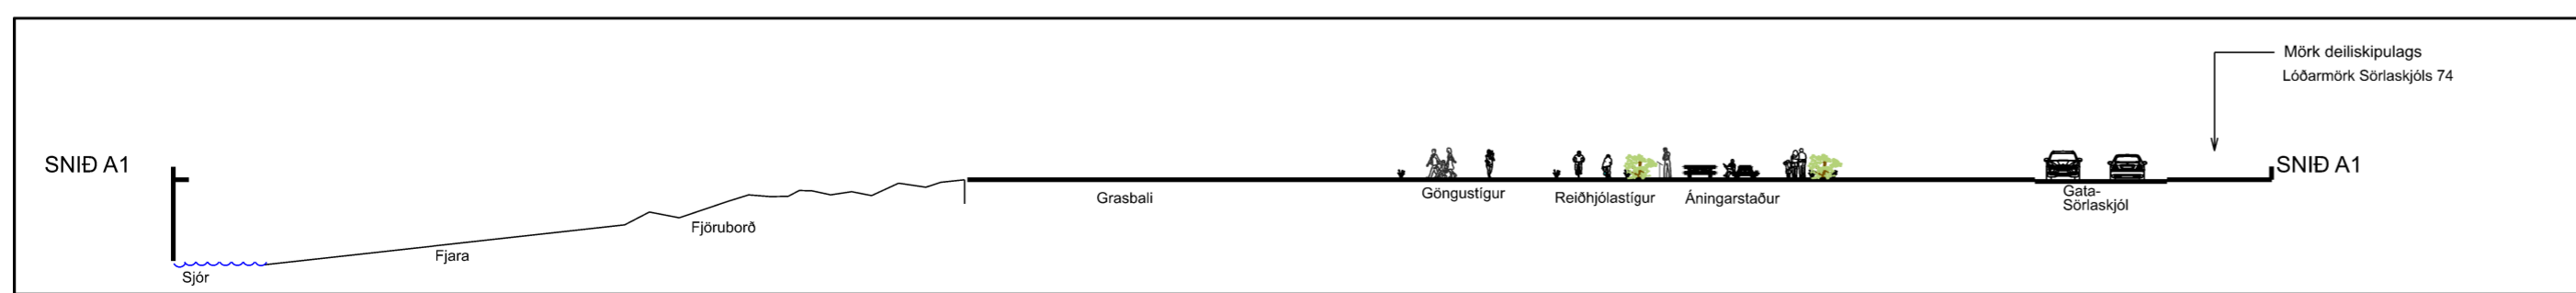 Mörk deiliskipulags
Lóðarmörk Sörlaskjóls 74
SNIÐ A1
SNIÐ A1
Grasbali
Göngustígur
Reiðhjólastígur
Áningarstaður
Gata-
Sörlaskjól
Fjöruborð
Fjara
Sjór